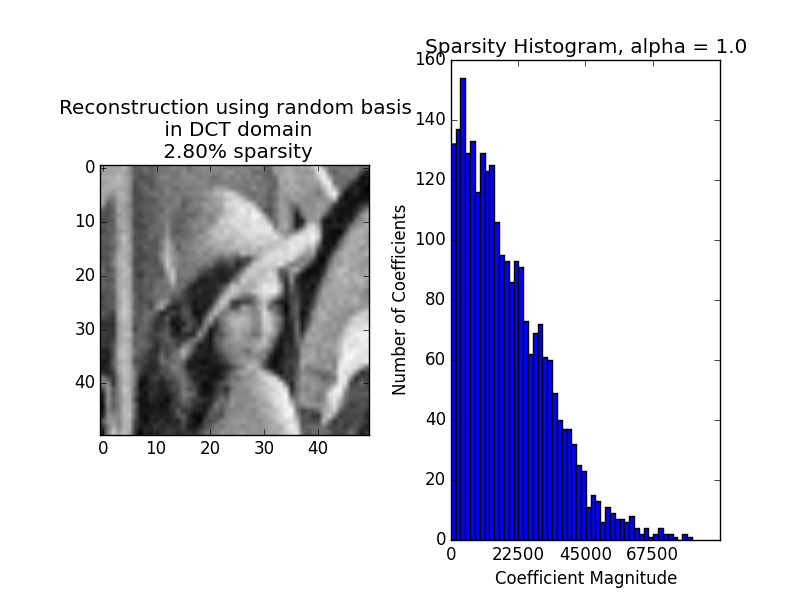 Reconstruction using random basis
in DCT domain
2.80% sparsity
0
10
20
30
40
0 10 20 30 40
Sparsity Histogram, alpha = 1.0
160
140
120
100
80
60
40
20
0
Number of Coefficients
0 22500 45000 67500
Coefficient Magnitude